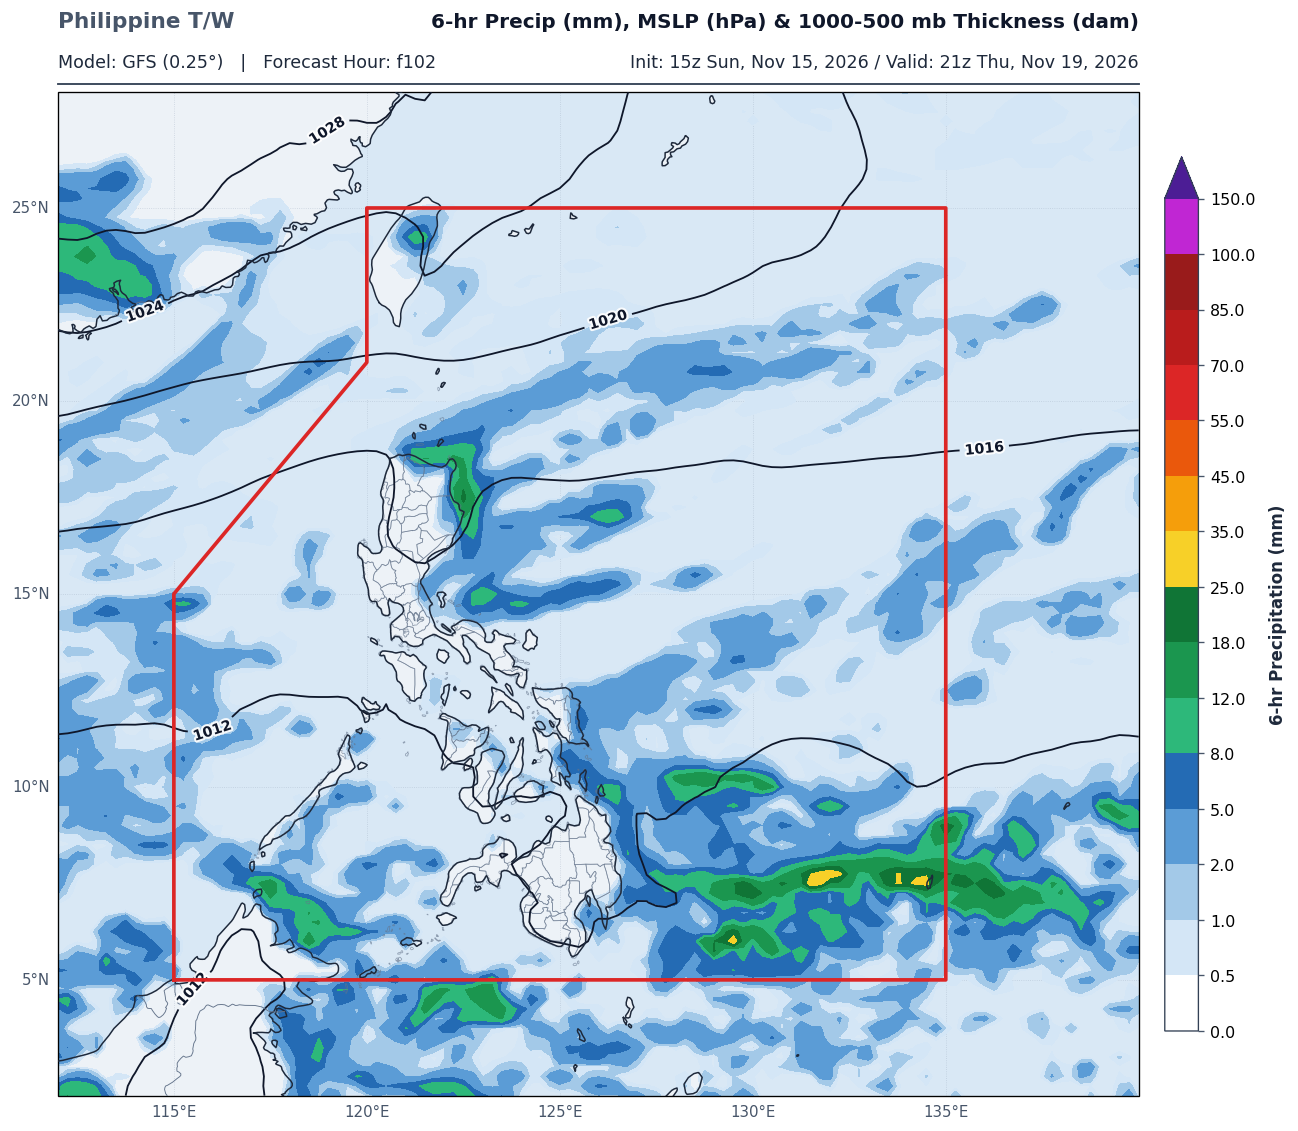 Philippine T/W
6-hr Precip (mm), MSLP (hPa) & 1000-500 mb Thickness (dam)
Model: GFS (0.25°) | Forecast Hour: f102
Init: 15z Sun, Nov 15, 2026 / Valid: 21z Thu, Nov 19, 2026
1028
25°N
1024
1020
20°N
1016
15°N
1012
10°N
5°N
1012
115°E
120°E
125°E
130°E
135°E
150.0
100.0
85.0
70.0
55.0
45.0
35.0
25.0
18.0
12.0
8.0
5.0
2.0
1.0
0.5
0.0
6-hr Precipitation (mm)